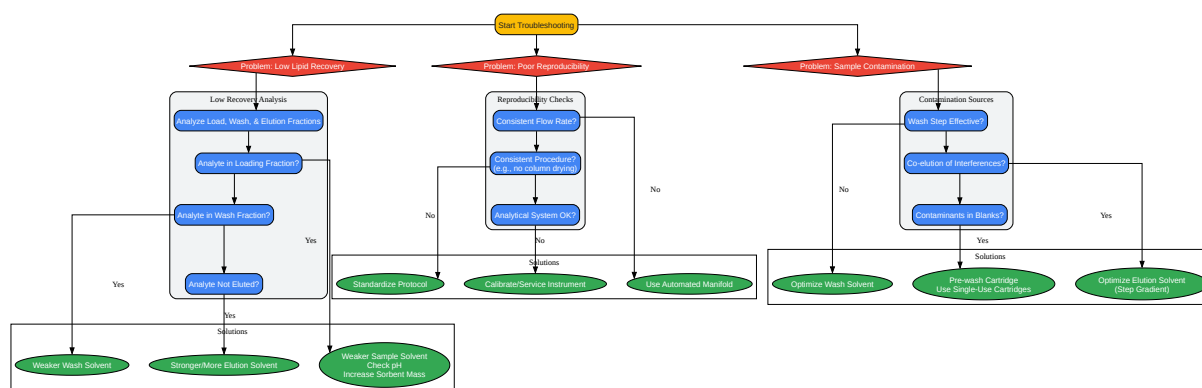 Start Troubleshooting
Problem: Low Lipid Recovery
Problem: Poor Reproducibility
Problem: Sample Contamination
Low Recovery Analysis
Reproducibility Checks
Contamination Sources
Analyze Load, Wash, & Elution Fractions
Consistent Flow Rate?
Wash Step Effective?
Analyte in Loading Fraction?
Consistent Procedure?
(e.g., no column drying)
Co-elution of Interferences?
No
No
Analyte in Wash Fraction?
Analytical System OK?
Contaminants in Blanks?
No
Yes
Yes
No
Yes
Solutions
Solutions
Yes
Analyte Not Eluted?
Standardize Protocol
Calibrate/Service Instrument
Use Automated Manifold
Optimize Wash Solvent
Pre-wash Cartridge
Use Single-Use Cartridges
Optimize Elution Solvent
(Step Gradient)
Yes
Solutions
Weaker Wash Solvent
Stronger/More Elution Solvent
Weaker Sample Solvent
Check pH
Increase Sorbent Mass